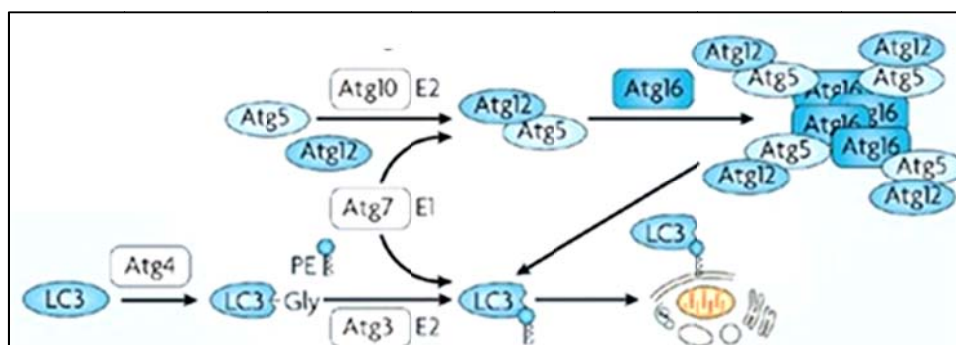 Atg12
Atg5
Atg12
Atg5
Atg10 E2
Atg16
Atg5
Atg12
Atg12
Atg5
Atg16
Atg16
Atg16
Atg16
Atg5
Atg12
Atg5
Atg12
Atg7 E1
LC3
Atg4
PE
LC3
LC3
Gly
LC3
Atg3 E2